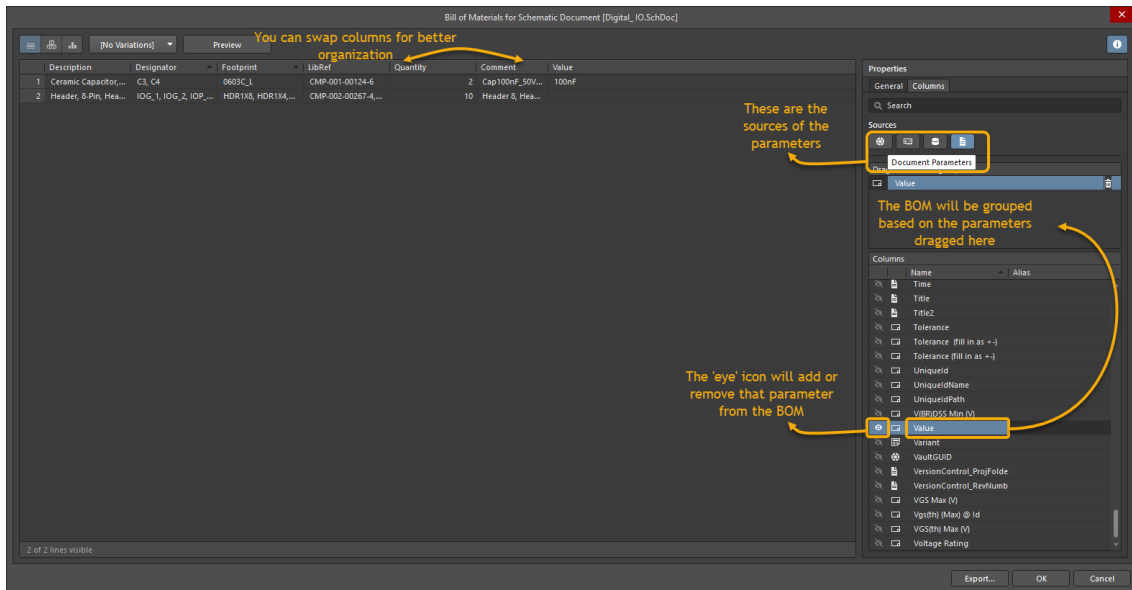 Bill of Materials for Schematic Document [Digital_ IO.SchDoc]
[No Variations]
Preview
You can swap columns for better
organization
Description Designator Footprint LibRef Quantity Comment Value
1 Ceramic Capacitor,... C3, C4 0603C_L CMP-001-00124-6 2 Cap100nF_50V... 100nF
2 Header, 8-Pin, Hea... IOG_1, IOG_2, IOP_... HDR1X8, HDR1X4,... CMP-002-00267-4,... 10 Header 8, Hea...
Properties
General Columns
Search
Sources
These are the
sources of the
parameters
Document Parameters
Value
The BOM will be grouped
based on the parameters
dragged here
Columns
Name Alias
Time
Title
Title2
Tolerance
Tolerance (fill in as +-)
Tolerance (fill in as +-)
UniqueId
UniqueIdName
UniqueIdPath
V(BR)DSS Min (V)
Value
Variant
VaultGUID
VersionControl_ProjFolde
VersionControl_RevNumb
VGS Max (V)
Vgs(th) (Max) @ Id
VGS(th) Max (V)
Voltage Rating
The 'eye' icon will add or
remove that parameter
from the BOM
2 of 2 lines visible
Export... OK Cancel